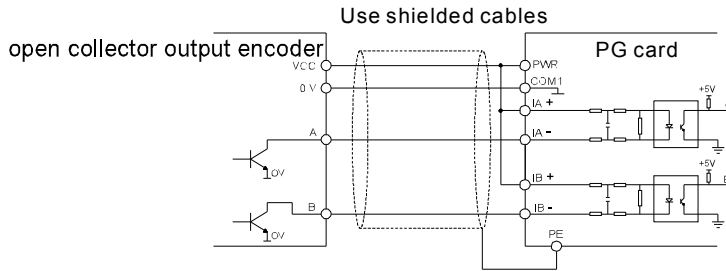 Use shielded cables
open collector output encoder
PG card
VCC
PWR
0 V
COM1
+5V
IA +
A
IA -
0V
+5V
IB +
B
IB -
0V
PE